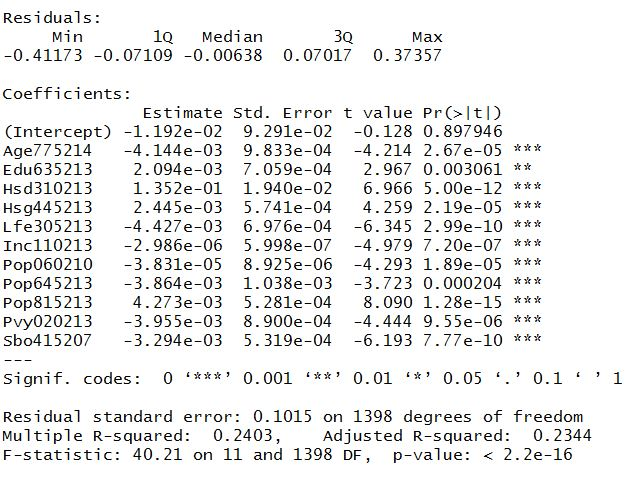 Residuals:
     Min       1Q   Median       3Q      Max
-0.41173 -0.07109 -0.00638  0.07017  0.37357
Coefficients:
              Estimate Std. Error t value Pr(>|t|)
(Intercept) -1.192e-02  9.291e-02  -0.128 0.897946
Age775214   -4.144e-03  9.833e-04  -4.214 2.67e-05 ***
Edu635213    2.094e-03  7.059e-04   2.967 0.003061 **
Hsd310213    1.352e-01  1.940e-02   6.966 5.00e-12 ***
Hsg445213    2.445e-03  5.741e-04   4.259 2.19e-05 ***
Lfe305213   -4.427e-03  6.976e-04  -6.345 2.99e-10 ***
Inc110213   -2.986e-06  5.998e-07  -4.979 7.20e-07 ***
Pop060210   -3.831e-05  8.925e-06  -4.293 1.89e-05 ***
Pop645213   -3.864e-03  1.038e-03  -3.723 0.000204 ***
Pop815213    4.273e-03  5.281e-04   8.090 1.28e-15 ***
Pvy020213   -3.955e-03  8.900e-04  -4.444 9.55e-06 ***
Sbo415207   -3.294e-03  5.319e-04  -6.193 7.77e-10 ***
---
Signif. codes:  0 ‘***’ 0.001 ‘**’ 0.01 ‘*’ 0.05 ‘.’ 0.1 ‘ ’ 1
Residual standard error: 0.1015 on 1398 degrees of freedom
Multiple R-squared:  0.2403,    Adjusted R-squared:  0.2344
F-statistic: 40.21 on 11 and 1398 DF,  p-value: < 2.2e-16